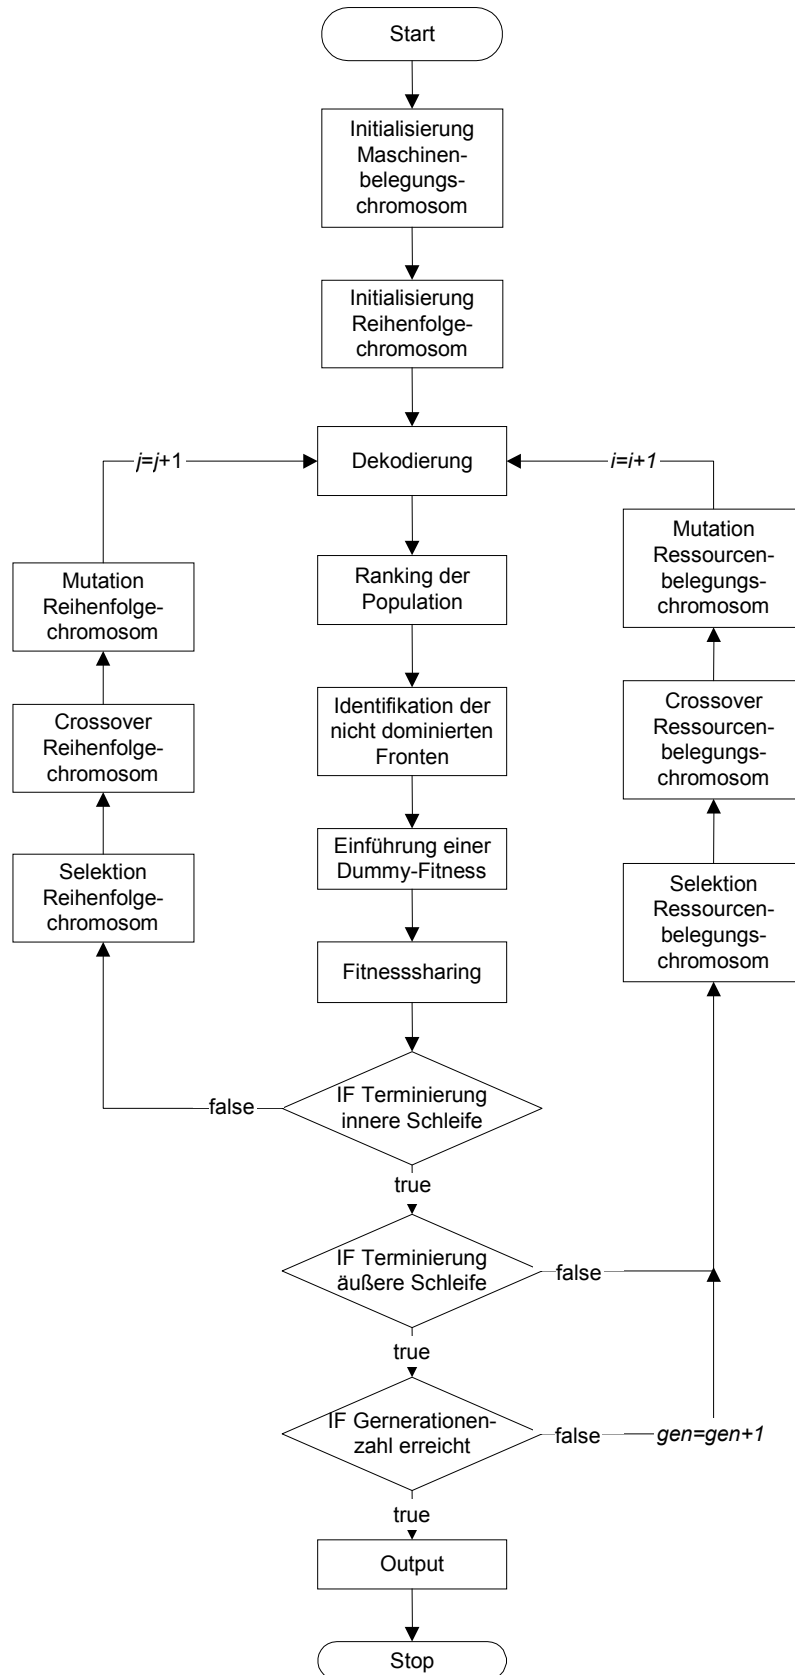 Start
Initialisierung
Maschinen-
belegungs-
chromosom
Initialisierung
Reihenfolge-
chromosom
j=j+1
Dekodierung
i=i+1
Mutation
Reihenfolge-
chromosom
Ranking der
Population
Mutation
Ressourcen-
belegungs-
chromosom
Crossover
Reihenfolge-
chromosom
Identifikation der
nicht dominierten
Fronten
Crossover
Ressourcen-
belegungs-
chromosom
Selektion
Reihenfolge-
chromosom
Einführung einer
Dummy-Fitness
Selektion
Ressourcen-
belegungs-
chromosom
Fitnesssharing
false
IF Terminierung
innere Schleife
true
IF Terminierung
äußere Schleife
false
true
IF Gernerationen-
zahl erreicht
false
gen=gen+1
true
Output
Stop